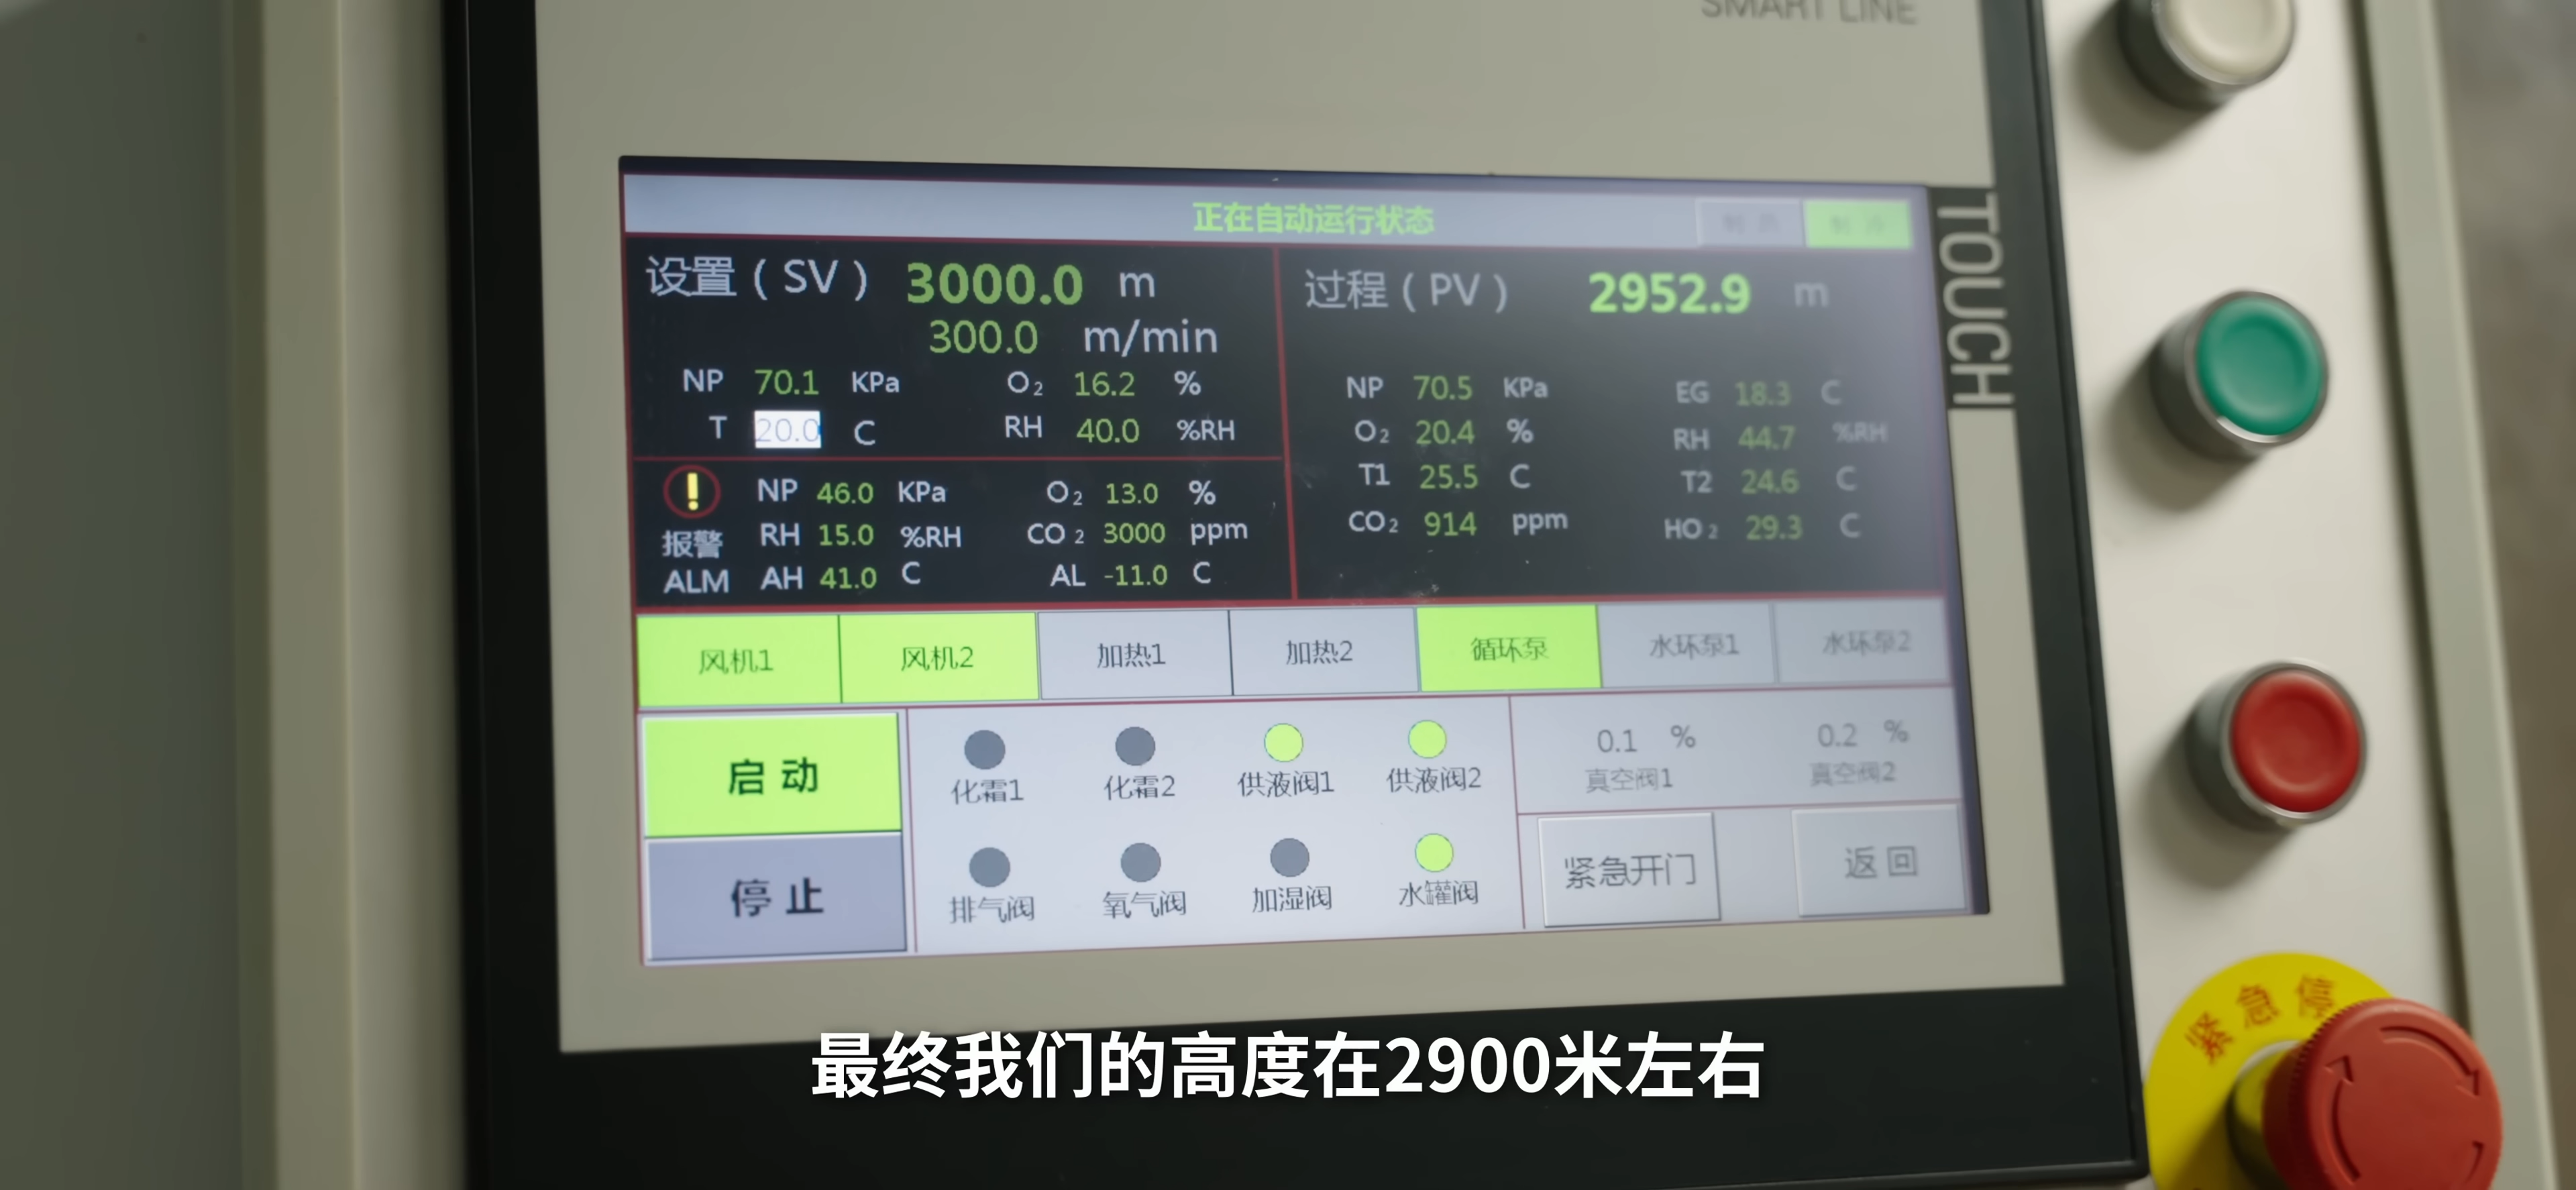 SMART LINE
TOUCH
正在自动运行状态
设置（SV） 3000.0 m
300.0 m/min
NP 70.1 KPa O2 16.2 %
T 20.0 C RH 40.0 %RH
过程（PV） 2952.9 m
NP 70.5 KPa EG 18.3 C
O2 20.4 % RH 44.7 %RH
T1 25.5 C T2 24.6 C
CO2 914 ppm HO2 29.3 C
! NP 46.0 KPa O2 13.0 %
报警 RH 15.0 %RH CO2 3000 ppm
ALM AH 41.0 C AL -11.0 C
风机1 风机2 加热1 加热2 循环泵 水环泵1 水环泵2
启动
停止
化霜1 化霜2 供液阀1 供液阀2
排气阀 氧气阀 加湿阀 水罐阀
0.1 % 0.2 %
真空阀1 真空阀2
紧急开门 返回
紧急停
最终我们的高度在2900米左右